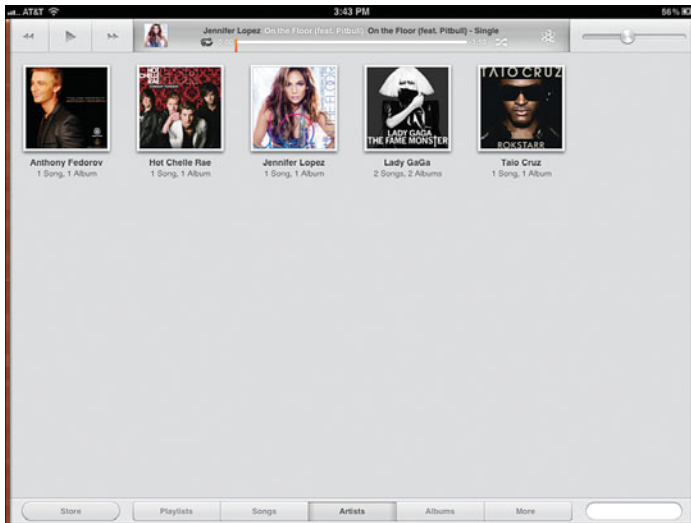 AT&T 3:43 PM 56%
Jennifer Lopez On the Floor (feat. Pitbull) On the Floor (feat. Pitbull) - Single
HOT CHELLE RAE
LADY GAGA
THE FAME MONSTER
TAIO CRUZ
ROKSTARR
Anthony Fedorov
1 Song, 1 Album
Hot Chelle Rae
1 Song, 1 Album
Jennifer Lopez
1 Song, 1 Album
Lady GaGa
2 Songs, 2 Albums
Taio Cruz
1 Song, 1 Album
Store Playlists Songs Artists Albums More